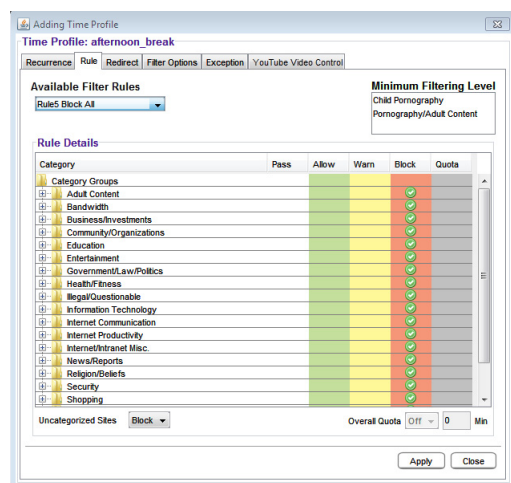 Adding Time Profile
Time Profile: afternoon_break
Recurrence Rule Redirect Filter Options Exception YouTube Video Control
Available Filter Rules
Minimum Filtering Level
Rule5 Block All
Child Pornography
Pornography/Adult Content
Rule Details
Category Pass Allow Warn Block Quota
Category Groups
Adult Content
Bandwidth
Business/Investments
Community/Organizations
Education
Entertainment
Government/Law/Politics
Health/Fitness
Illegal/Questionable
Information Technology
Internet Communication
Internet Productivity
Internet/Intranet Misc.
News/Reports
Religion/Beliefs
Security
Shopping
Uncategorized Sites Block Overall Quota Off 0 Min
Apply Close